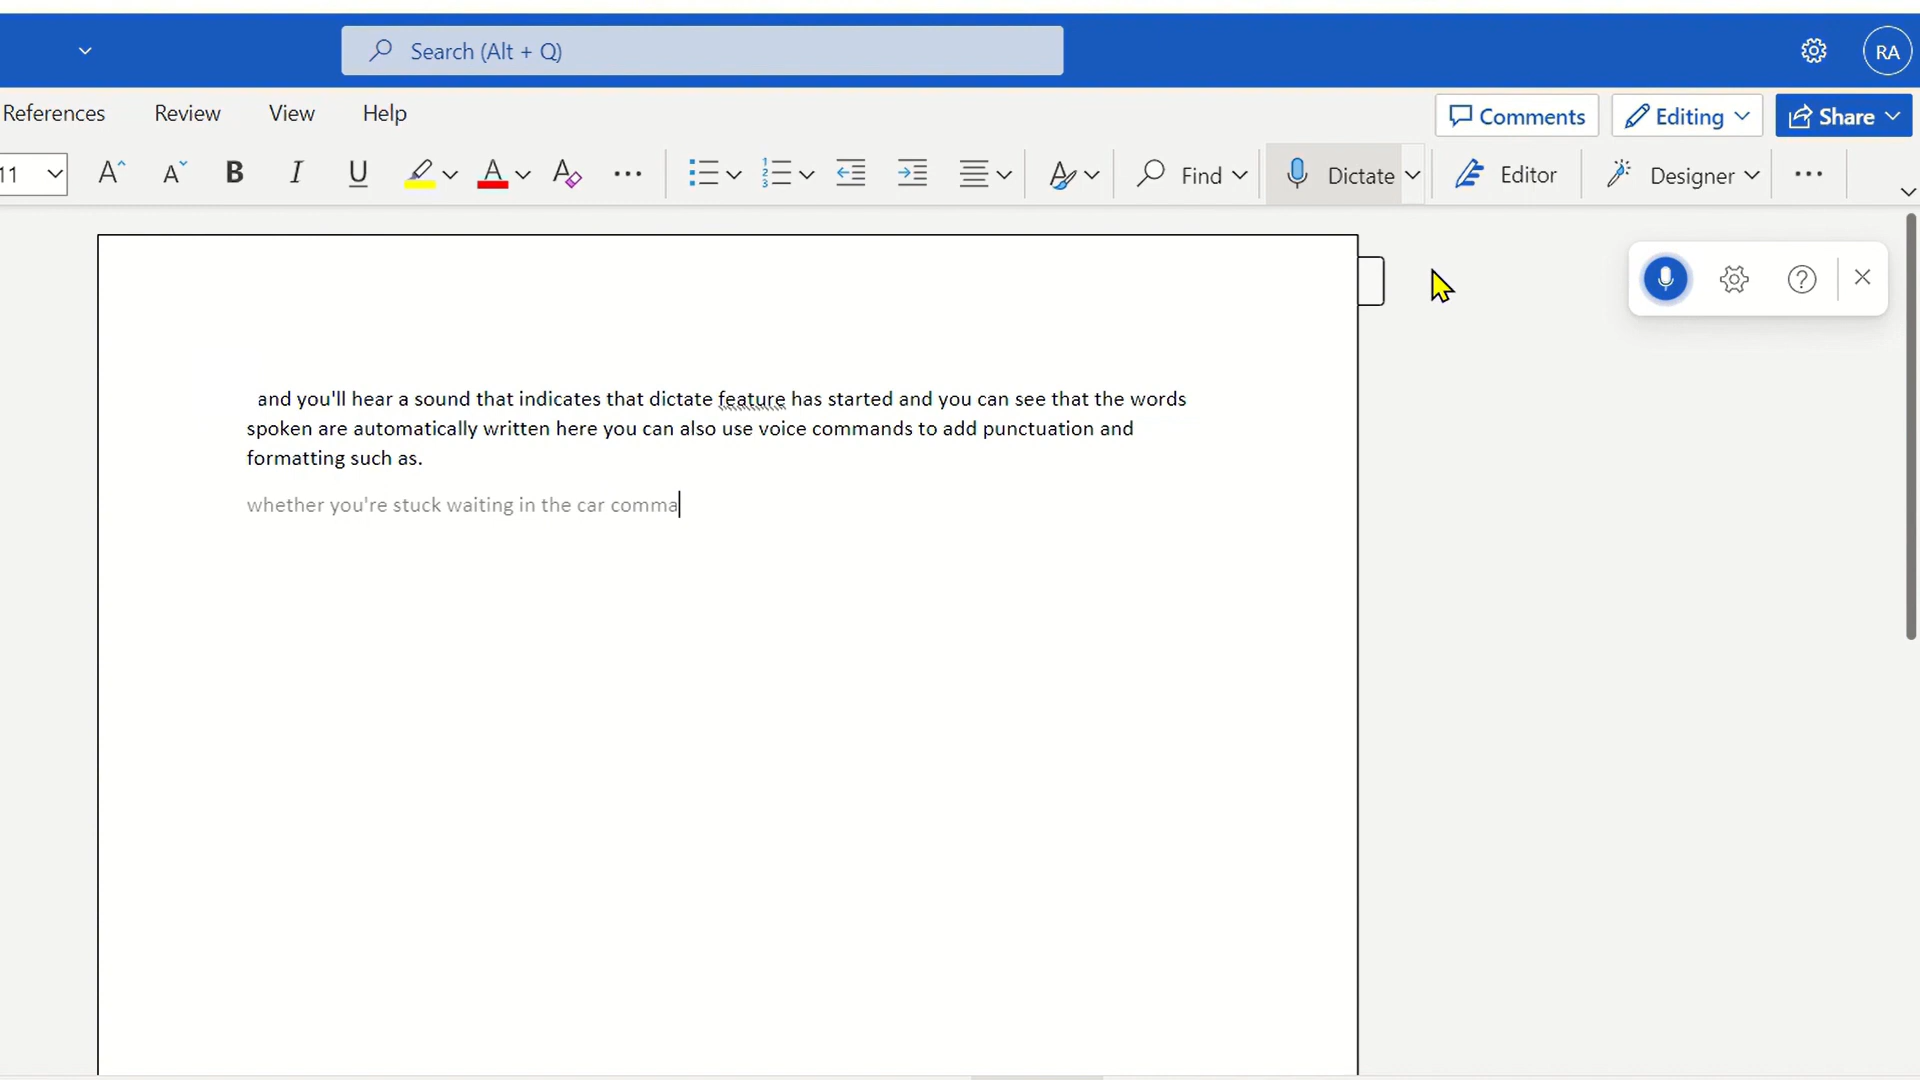 Search (Alt + Q)
RA
References Review View Help
Comments Editing Share
11 A A B I U A A Find Dictate Editor Designer
and you'll hear a sound that indicates that dictate feature has started and you can see that the words
spoken are automatically written here you can also use voice commands to add punctuation and
formatting such as.
whether you're stuck waiting in the car comma